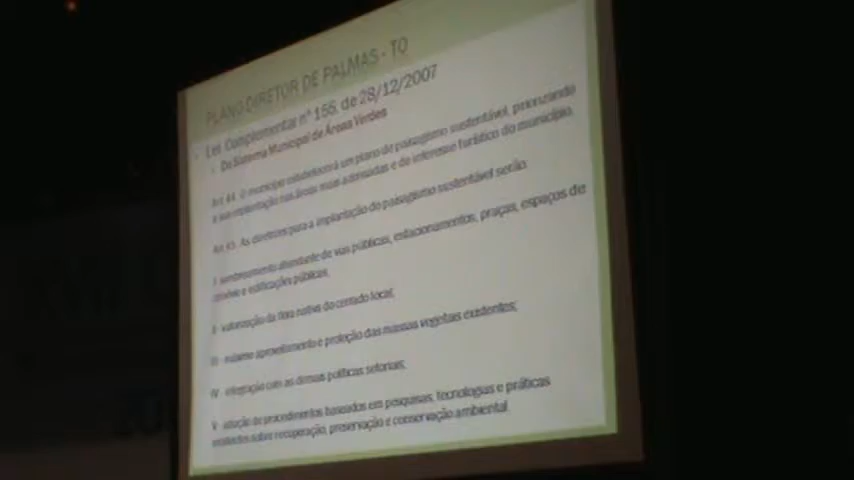 PLANO DIRETOR DE PALMAS - TO
Lei Complementar nº 155, de 28/12/2007
Do Sistema Municipal de Áreas Verdes
Art. 44. O município estabelecerá um plano de paisagismo sustentável, priorizando
a sua implantação nas áreas mais adensadas e de interesse turístico do município.
Art. 45. As diretrizes para a implantação do paisagismo sustentável serão:
I - sombreamento abundante de vias públicas, estacionamentos, praças, espaços de
convívio e edificações públicas;
II - valorização da flora nativa do cerrado local;
III - máximo aproveitamento e proteção das massas vegetais existentes;
IV - integração com as demais políticas setoriais;
V - adoção de procedimentos baseados em pesquisas, tecnologias e práticas
existentes sobre recuperação, preservação e conservação ambiental.